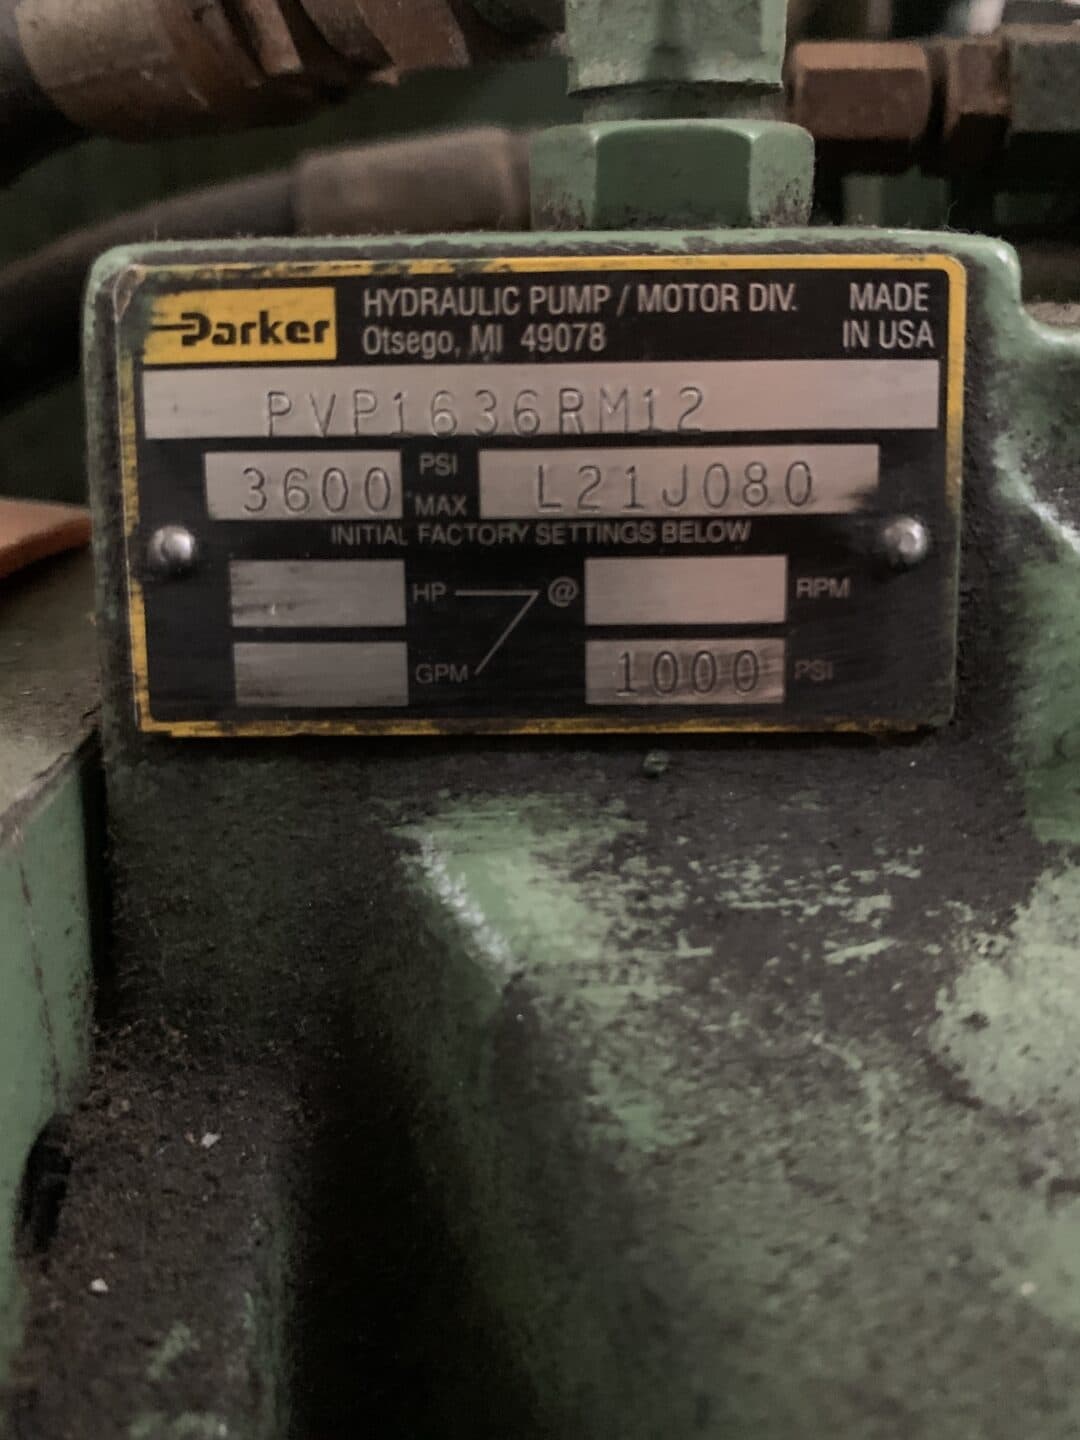 Parker HYDRAULIC PUMP / MOTOR DIV. MADE
Otsego, MI 49078 IN USA
PVP1636RM12
3600 PSI MAX L21J080
INITIAL FACTORY SETTINGS BELOW
HP @ RPM
GPM 1000 PSI